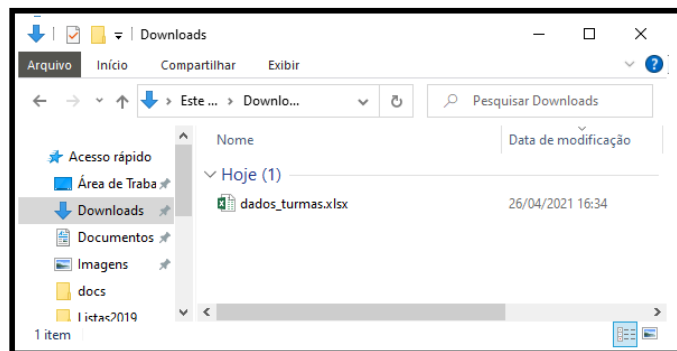 Downloads
Arquivo Início Compartilhar Exibir
Este ... Downlo... Pesquisar Downloads
Nome Data de modificação
Acesso rápido
Hoje (1)
Área de Traba
Downloads dados_turmas.xlsx 26/04/2021 16:34
Documentos
Imagens
docs
Listas2019
1 item